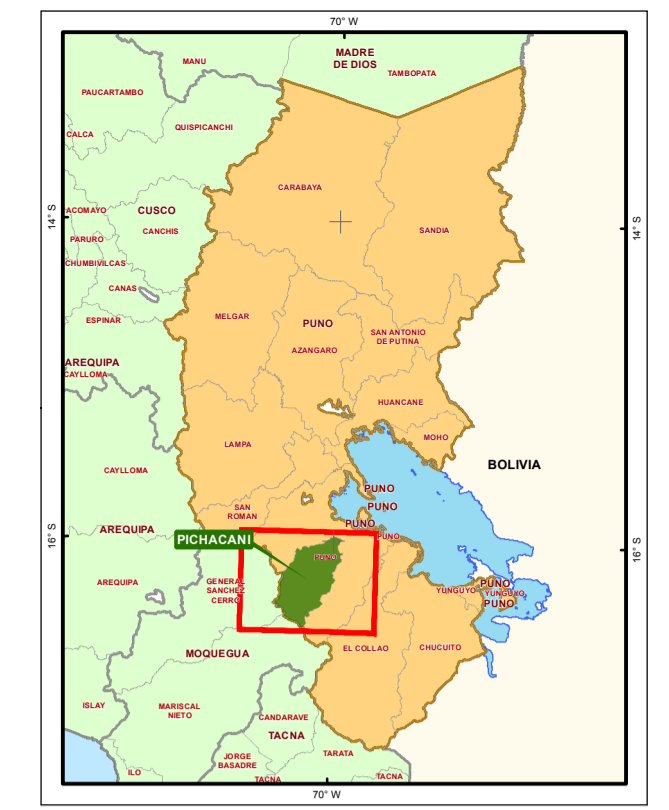 70° W
MADRE
DE DIOS
MANU
TAMBOPATA
PAUCARTAMBO
QUISPICANCHI
CALCA
CARABAYA
ACOMAYO
CUSCO
14° S
14° S
CANCHIS
SANDIA
PARURO
CHUMBIVILCAS
CANAS
MELGAR
ESPINAR
PUNO
SAN ANTONIO
DE PUTINA
AZANGARO
AREQUIPA
CAYLLOMA
HUANCANE
MOHO
LAMPA
BOLIVIA
CAYLLOMA
PUNO
SAN
ROMAN
PUNO
PUNO
AREQUIPA
16° S
PICHACANI
PUNO
16° S
PUNO
AREQUIPA
GENERAL
SANCHEZ
CERRO
YUNGUYO
PUNO
YUNGUYO
PUNO
MOQUEGUA
EL COLLAO
CHUCUITO
ISLAY
MARISCAL
NIETO
CANDARAVE
TACNA
JORGE
BASADRE
TARATA
ILO
TACNA
TACNA
70° W